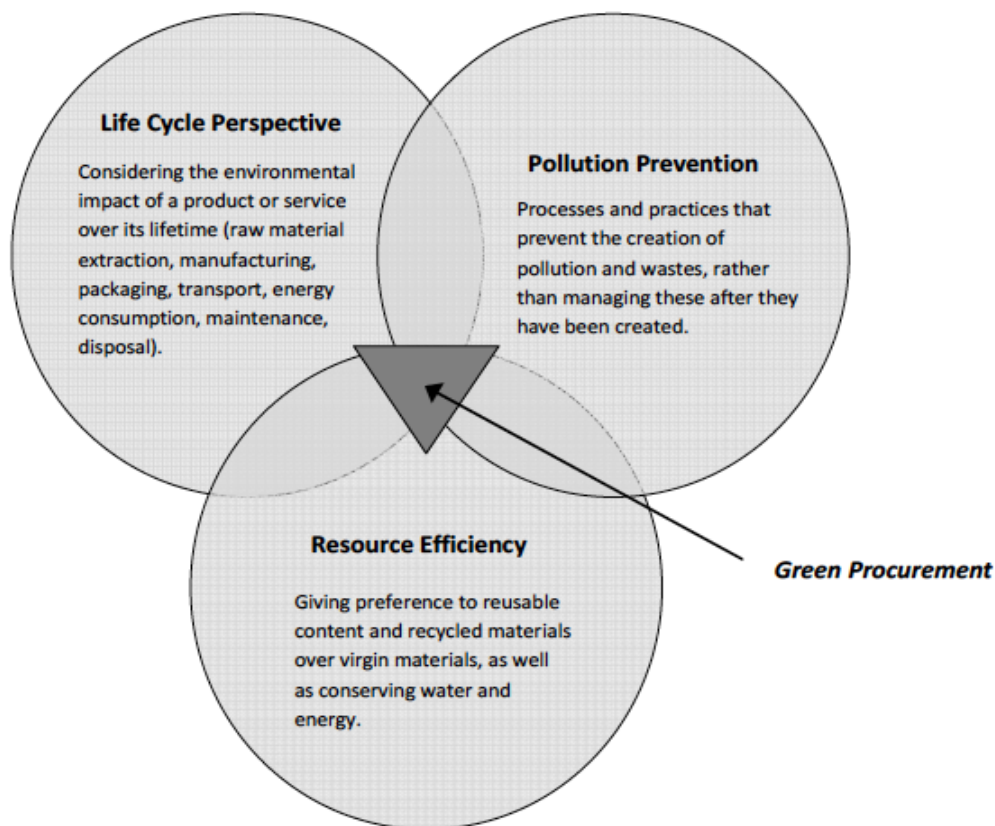 Life Cycle Perspective
Considering the environmental
impact of a product or service
over its lifetime (raw material
extraction, manufacturing,
packaging, transport, energy
consumption, maintenance,
disposal).
Pollution Prevention
Processes and practices that
prevent the creation of
pollution and wastes, rather
than managing these after they
have been created.
Resource Efficiency
Giving preference to reusable
content and recycled materials
over virgin materials, as well
as conserving water and
energy.
Green Procurement